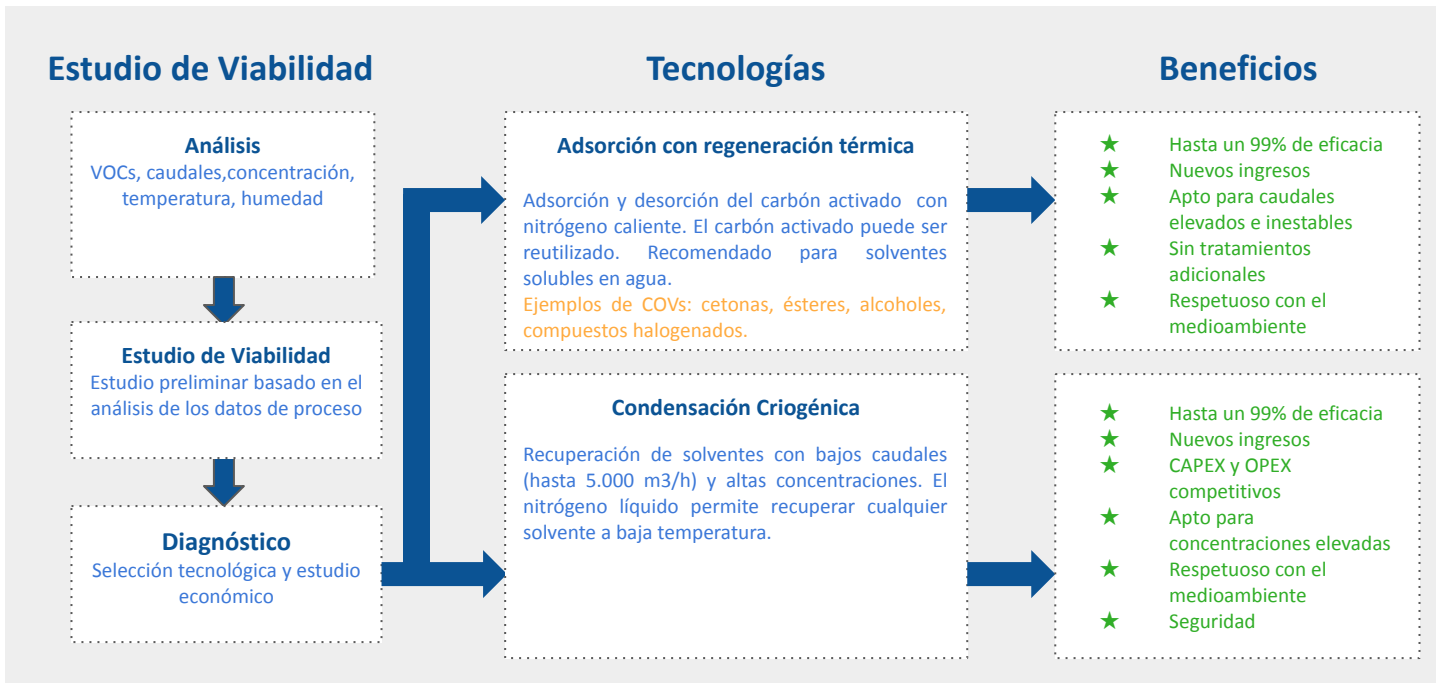 Estudio de Viabilidad
Análisis
VOCs, caudales,concentración,
temperatura, humedad
Estudio de Viabilidad
Estudio preliminar basado en el
análisis de los datos de proceso
Diagnóstico
Selección tecnológica y estudio
económico
Tecnologías
Adsorción con regeneración térmica
Adsorción y desorción del carbón activado con
nitrógeno caliente. El carbón activado puede ser
reutilizado. Recomendado para solventes
solubles en agua.
Ejemplos de COVs: cetonas, ésteres, alcoholes,
compuestos halogenados.
Condensación Criogénica
Recuperación de solventes con bajos caudales
(hasta 5.000 m3/h) y altas concentraciones. El
nitrógeno líquido permite recuperar cualquier
solvente a baja temperatura.
Beneficios
★ Hasta un 99% de eficacia
★ Nuevos ingresos
★ Apto para caudales
elevados e inestables
★ Sin tratamientos
adicionales
★ Respetuoso con el
medioambiente
★ Hasta un 99% de eficacia
★ Nuevos ingresos
★ CAPEX y OPEX
competitivos
★ Apto para
concentraciones elevadas
★ Respetuoso con el
medioambiente
★ Seguridad